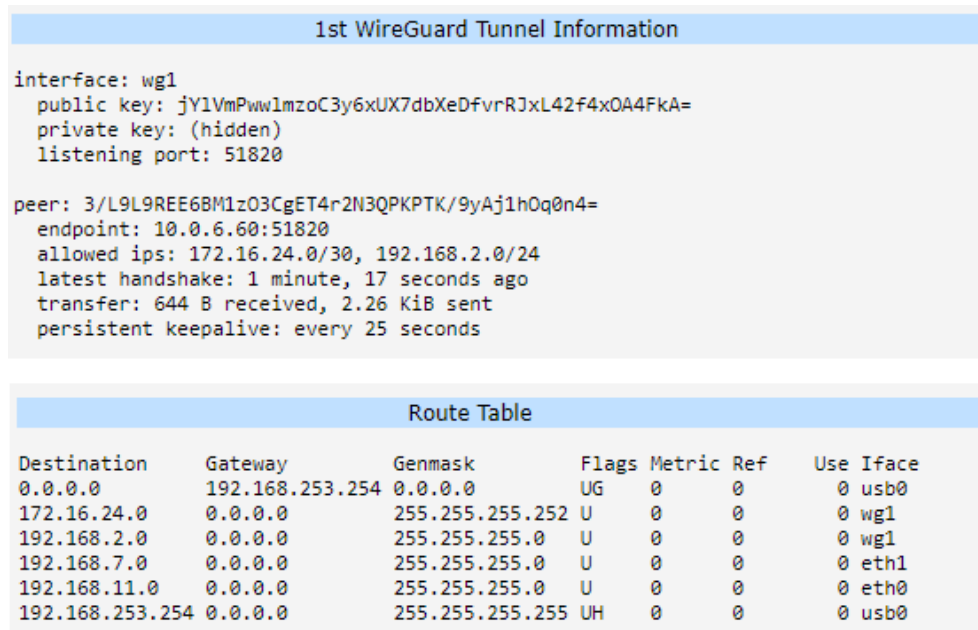 1st WireGuard Tunnel Information
interface: wg1
public key: jYlVmPwwlmzoC3y6xUX7dbXeDfvrRJxL42f4xOA4FkA=
private key: (hidden)
listening port: 51820
peer: 3/L9L9REE6BM1zO3CgET4r2N3QPKPTK/9yAj1hOq0n4=
endpoint: 10.0.6.60:51820
allowed ips: 172.16.24.0/30, 192.168.2.0/24
latest handshake: 1 minute, 17 seconds ago
transfer: 644 B received, 2.26 KiB sent
persistent keepalive: every 25 seconds
Route Table
Destination Gateway Genmask Flags Metric Ref Use Iface
0.0.0.0 192.168.253.254 0.0.0.0 UG 0 0 0 usb0
172.16.24.0 0.0.0.0 255.255.255.252 U 0 0 0 wg1
192.168.2.0 0.0.0.0 255.255.255.0 U 0 0 0 wg1
192.168.7.0 0.0.0.0 255.255.255.0 U 0 0 0 eth1
192.168.11.0 0.0.0.0 255.255.255.0 U 0 0 0 eth0
192.168.253.254 0.0.0.0 255.255.255.255 UH 0 0 0 usb0